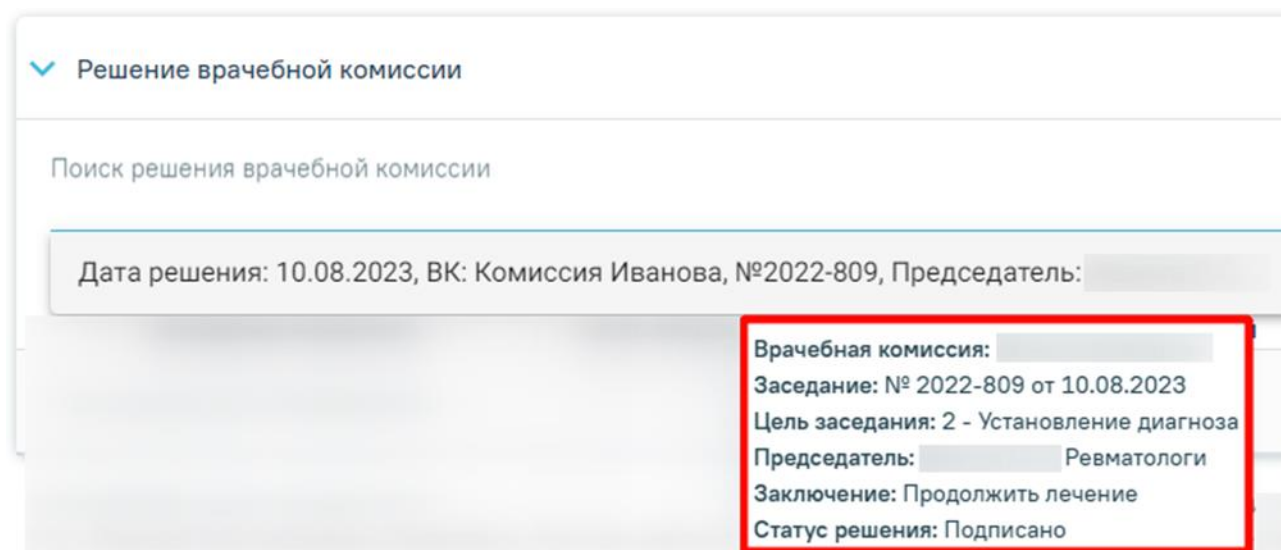 Решение врачебной комиссии
Поиск решения врачебной комиссии
Дата решения: 10.08.2023, ВК: Комиссия Иванова, №2022-809, Председатель:
Врачебная комиссия:
Заседание: № 2022-809 от 10.08.2023
Цель заседания: 2 - Установление диагноза
Председатель: Ревматологи
Заключение: Продолжить лечение
Статус решения: Подписано